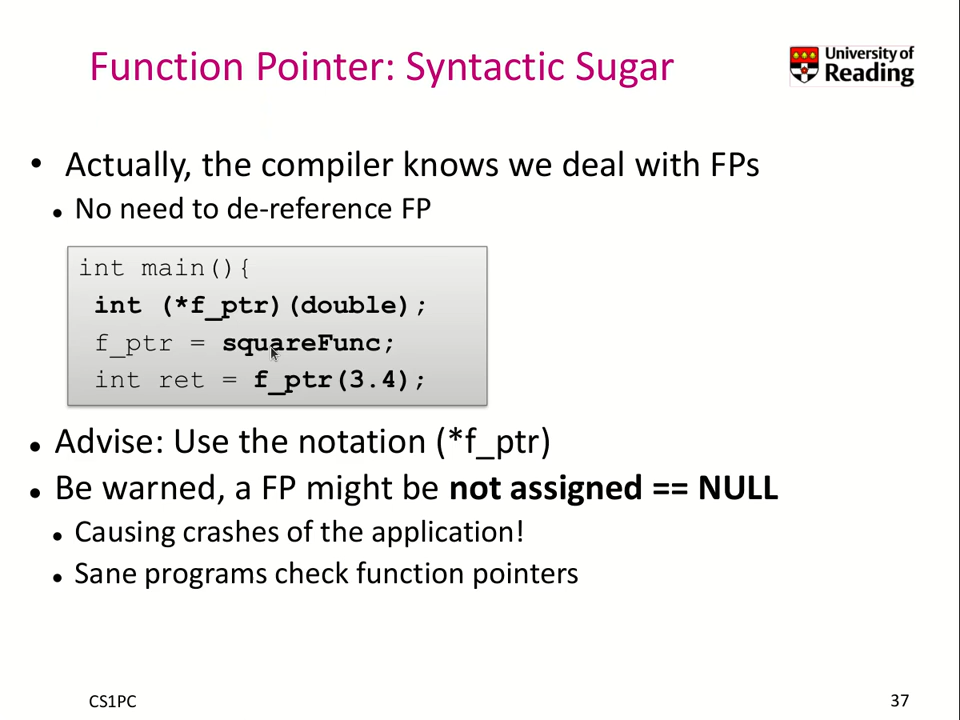 Function Pointer: Syntactic Sugar
University of
Reading
• Actually, the compiler knows we deal with FPs
• No need to de-reference FP
int main(){
int (*f_ptr)(double);
f_ptr = squareFunc;
int ret = f_ptr(3.4);
• Advise: Use the notation (*f_ptr)
• Be warned, a FP might be not assigned == NULL
• Causing crashes of the application!
• Sane programs check function pointers
CS1PC
37